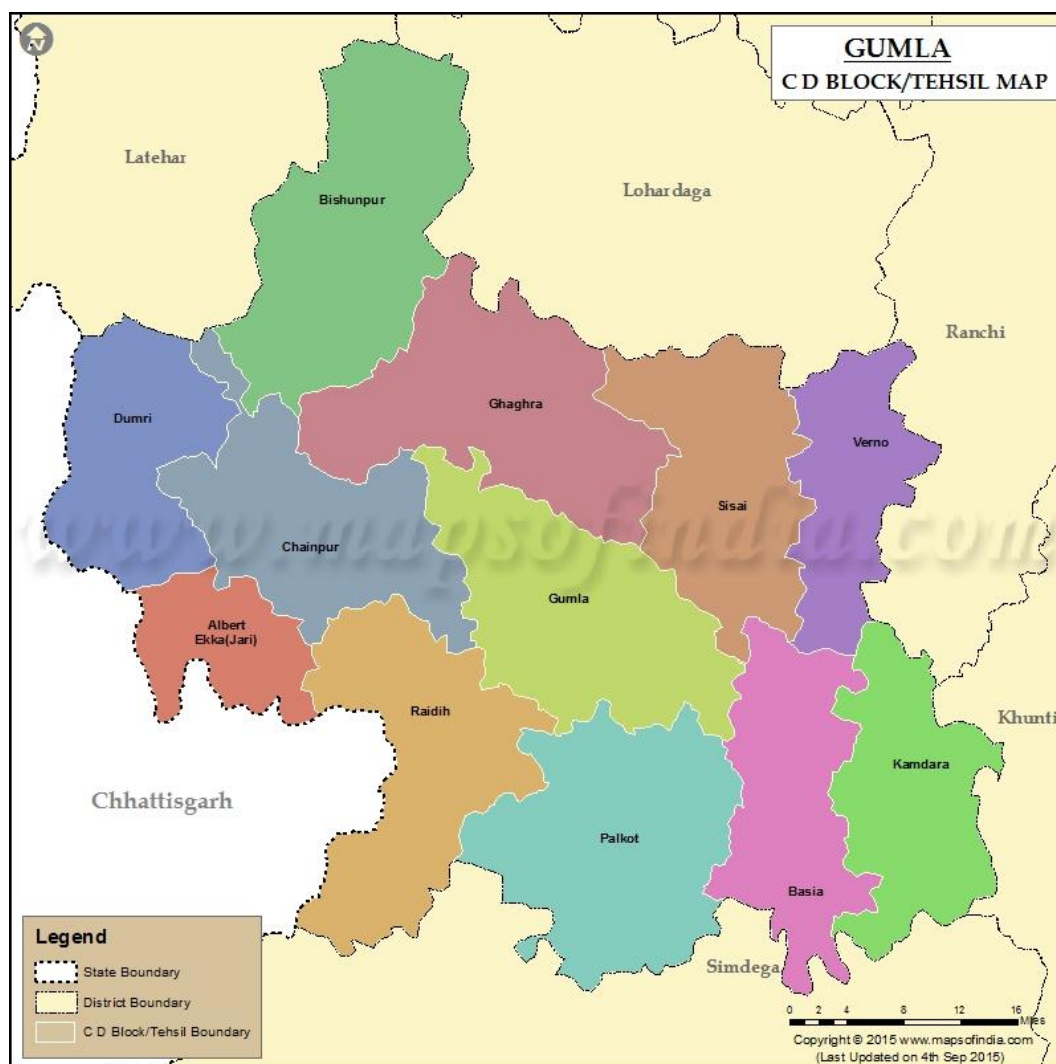 GUMLA
C D BLOCK/TEHSIL MAP
Latehar
Lohardaga
Bishunpur
Ranchi
Ghaghra
Dumri
Verno
Sisai
www.mapsofindia.com
Chainpur
Gumla
Albert
Ekka(Jari)
Raidih
Khunti
Kamdara
Chhattisgarh
Palkot
Basia
Simdega
Legend
State Boundary
District Boundary
C D Block/Tehsil Boundary
0 2 4 8 12 16
Miles
Copyright © 2015 www.mapsofindia.com
(Last Updated on 4th Sep 2015)